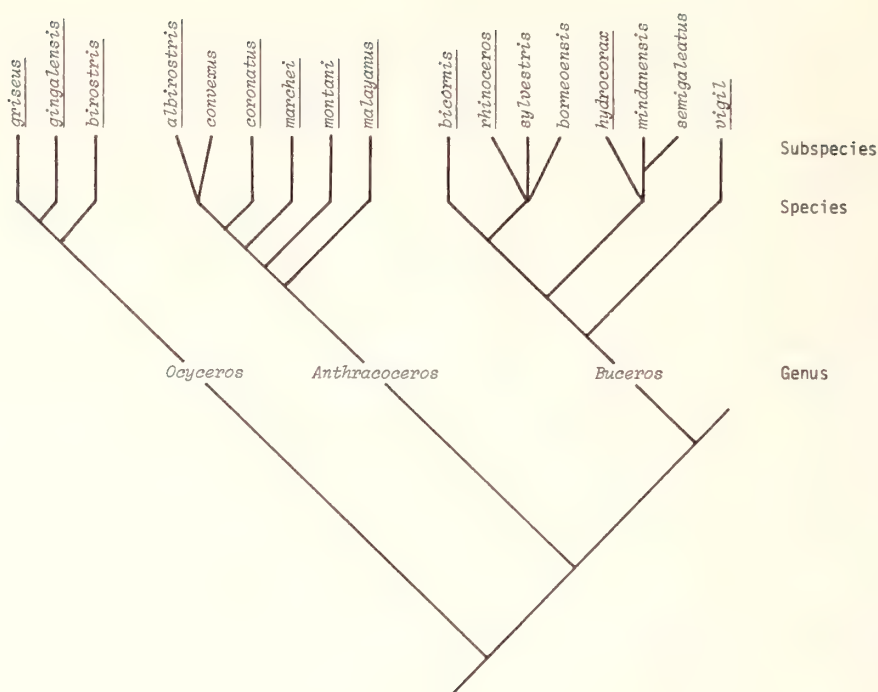 griseus
gingalensis
birostris
albirostris
convexus
coronatus
marchei
montani
malayanus
bicornis
rhinoceros
sylvestris
borneoensis
hydrocorax
mindanensis
semigaleatus
vigil
Subspecies
Species
Ocyceros Anthracoceros Buceros Genus